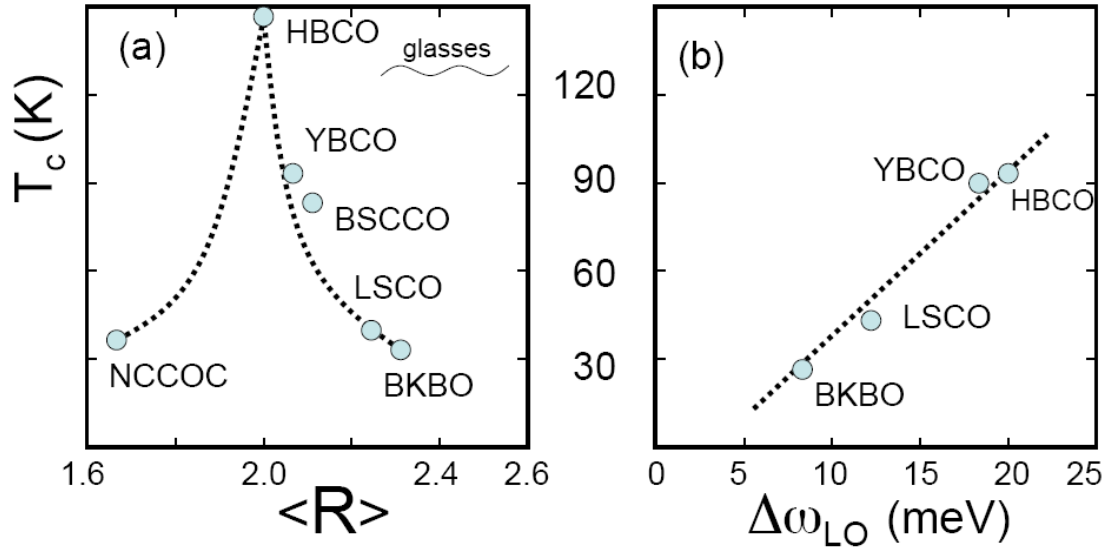 (a)
HBCO
glasses
YBCO
BSCCO
LSCO
NCCOC
BKBO
T_c (K)
120
90
60
30
1.6 2.0 2.4 2.6
<R>
(b)
YBCO
HBCO
LSCO
BKBO
0 5 10 15 20 25
Δω_LO (meV)